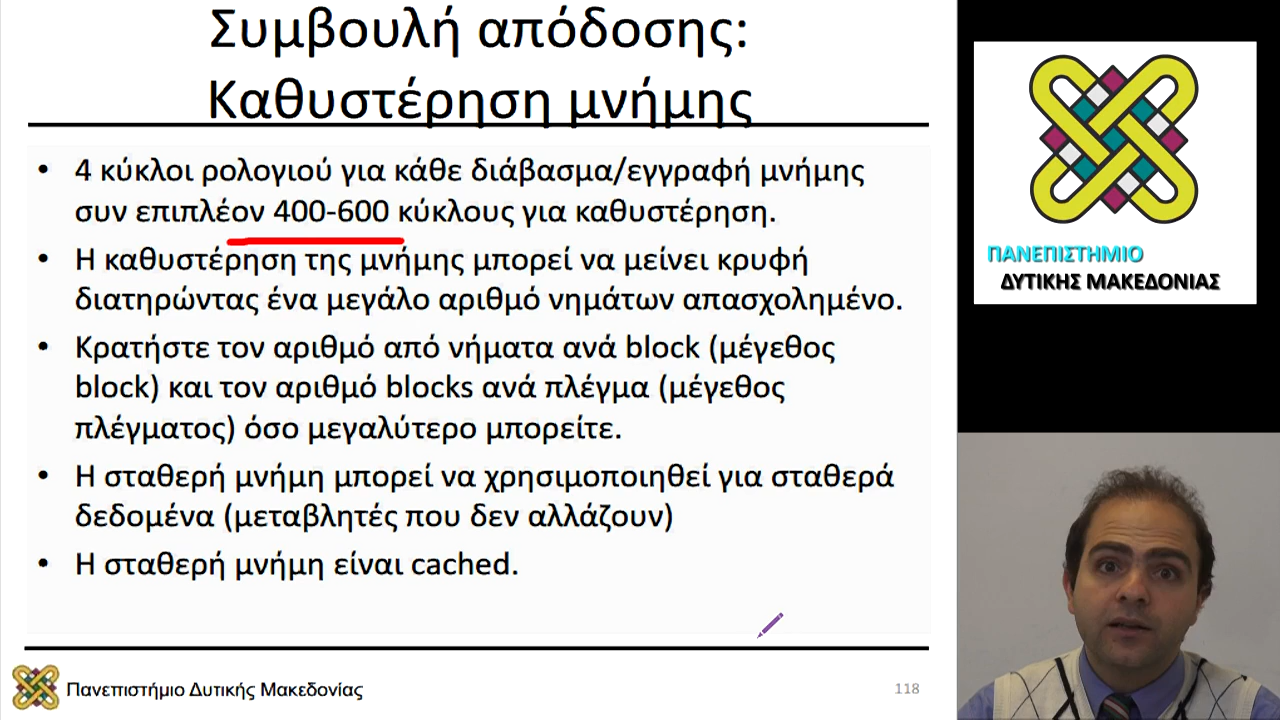 Συμβουλή απόδοσης:
Καθυστέρηση μνήμης
• 4 κύκλοι ρολογιού για κάθε διάβασμα/εγγραφή μνήμης
συν επιπλέον 400-600 κύκλους για καθυστέρηση.
• Η καθυστέρηση της μνήμης μπορεί να μείνει κρυφή
διατηρώντας ένα μεγάλο αριθμό νημάτων απασχολημένο.
• Κρατήστε τον αριθμό από νήματα ανά block (μέγεθος
block) και τον αριθμό blocks ανά πλέγμα (μέγεθος
πλέγματος) όσο μεγαλύτερο μπορείτε.
• Η σταθερή μνήμη μπορεί να χρησιμοποιηθεί για σταθερά
δεδομένα (μεταβλητές που δεν αλλάζουν)
• Η σταθερή μνήμη είναι cached.
Πανεπιστήμιο Δυτικής Μακεδονίας
118
ΠΑΝΕΠΙΣΤΗΜΙΟ
ΔΥΤΙΚΗΣ ΜΑΚΕΔΟΝΙΑΣ